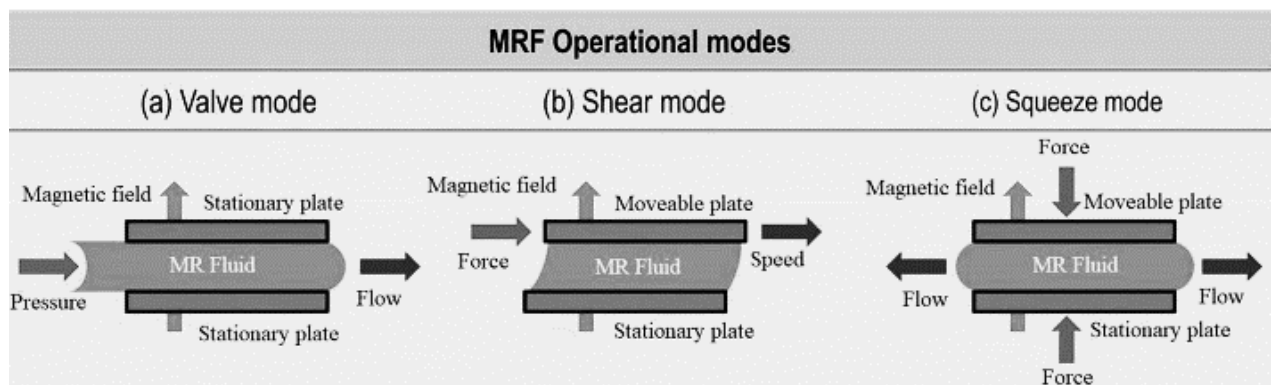 MRF Operational modes
(a) Valve mode
(b) Shear mode
(c) Squeeze mode
Magnetic field
Stationary plate
MR Fluid
Pressure
Flow
Stationary plate
Magnetic field
Moveable plate
Force
MR Fluid
Speed
Stationary plate
Force
Magnetic field
Moveable plate
MR Fluid
Flow
Flow
Stationary plate
Force